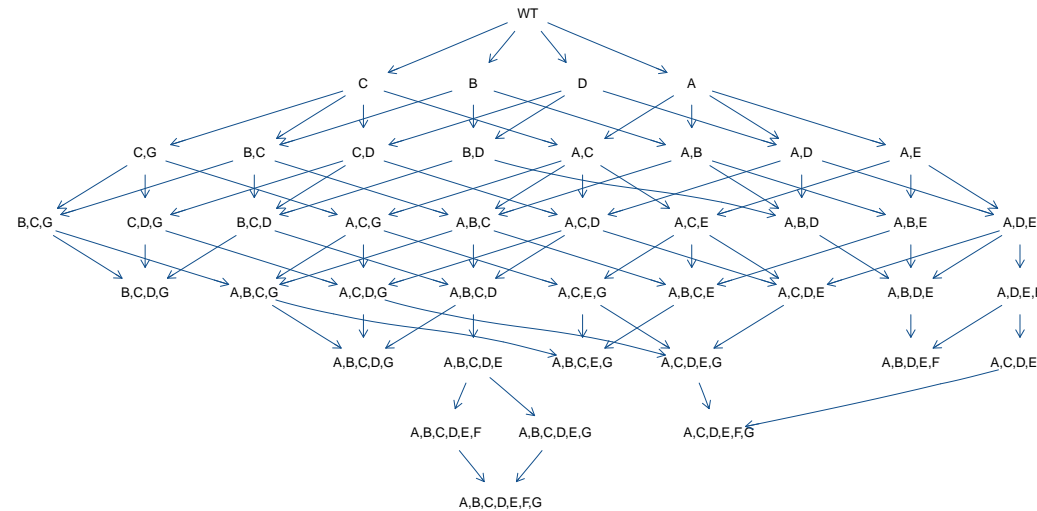 WT
C B D A
C,G B,C C,D B,D A,C A,B A,D A,E
B,C,G C,D,G B,C,D A,C,G A,B,C A,C,D A,C,E A,B,D A,B,E A,D,E
B,C,D,G A,B,C,G A,C,D,G A,B,C,D A,C,E,G A,B,C,E A,C,D,E A,B,D,E A,D,E,
A,B,C,D,G A,B,C,D,E A,B,C,E,G A,C,D,E,G A,B,D,E,F A,C,D,E
A,B,C,D,E,F A,B,C,D,E,G A,C,D,E,F,G
A,B,C,D,E,F,G